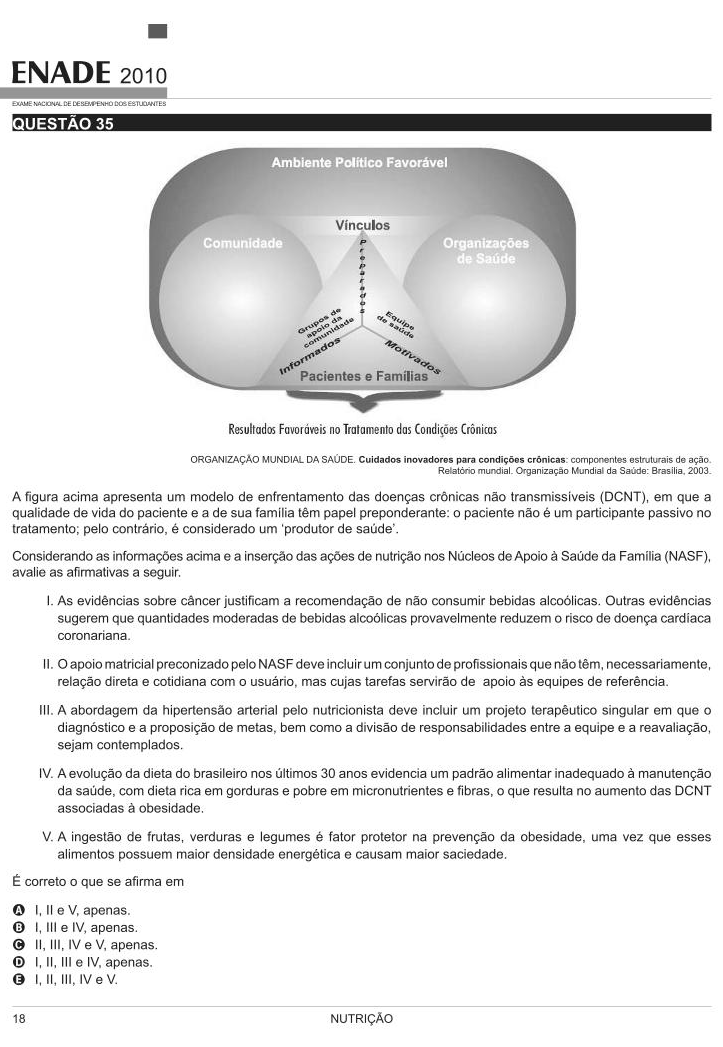 ENADE 2010
EXAME NACIONAL DE DESEMPENHO DOS ESTUDANTES
QUESTÃO 35
Ambiente Político Favorável
Vínculos
Comunidade
Organizações
de Saúde
Preparados
Grupos de
apoio da
comunidade
Equipe
de saúde
Informados
Motivados
Pacientes e Famílias
Resultados Favoráveis no Tratamento das Condições Crônicas
ORGANIZAÇÃO MUNDIAL DA SAÚDE. Cuidados inovadores para condições crônicas: componentes estruturais de ação.
Relatório mundial. Organização Mundial da Saúde: Brasília, 2003.
A figura acima apresenta um modelo de enfrentamento das doenças crônicas não transmissíveis (DCNT), em que a
qualidade de vida do paciente e a de sua família têm papel preponderante: o paciente não é um participante passivo no
tratamento; pelo contrário, é considerado um ‘produtor de saúde’.
Considerando as informações acima e a inserção das ações de nutrição nos Núcleos de Apoio à Saúde da Família (NASF),
avalie as afirmativas a seguir.
I. As evidências sobre câncer justificam a recomendação de não consumir bebidas alcoólicas. Outras evidências
sugerem que quantidades moderadas de bebidas alcoólicas provavelmente reduzem o risco de doença cardíaca
coronariana.
II. O apoio matricial preconizado pelo NASF deve incluir um conjunto de profissionais que não têm, necessariamente,
relação direta e cotidiana com o usuário, mas cujas tarefas servirão de apoio às equipes de referência.
III. A abordagem da hipertensão arterial pelo nutricionista deve incluir um projeto terapêutico singular em que o
diagnóstico e a proposição de metas, bem como a divisão de responsabilidades entre a equipe e a reavaliação,
sejam contemplados.
IV. A evolução da dieta do brasileiro nos últimos 30 anos evidencia um padrão alimentar inadequado à manutenção
da saúde, com dieta rica em gorduras e pobre em micronutrientes e fibras, o que resulta no aumento das DCNT
associadas à obesidade.
V. A ingestão de frutas, verduras e legumes é fator protetor na prevenção da obesidade, uma vez que esses
alimentos possuem maior densidade energética e causam maior saciedade.
É correto o que se afirma em
A I, II e V, apenas.
B I, III e IV, apenas.
C II, III, IV e V, apenas.
D I, II, III e IV, apenas.
E I, II, III, IV e V.
18
NUTRIÇÃO